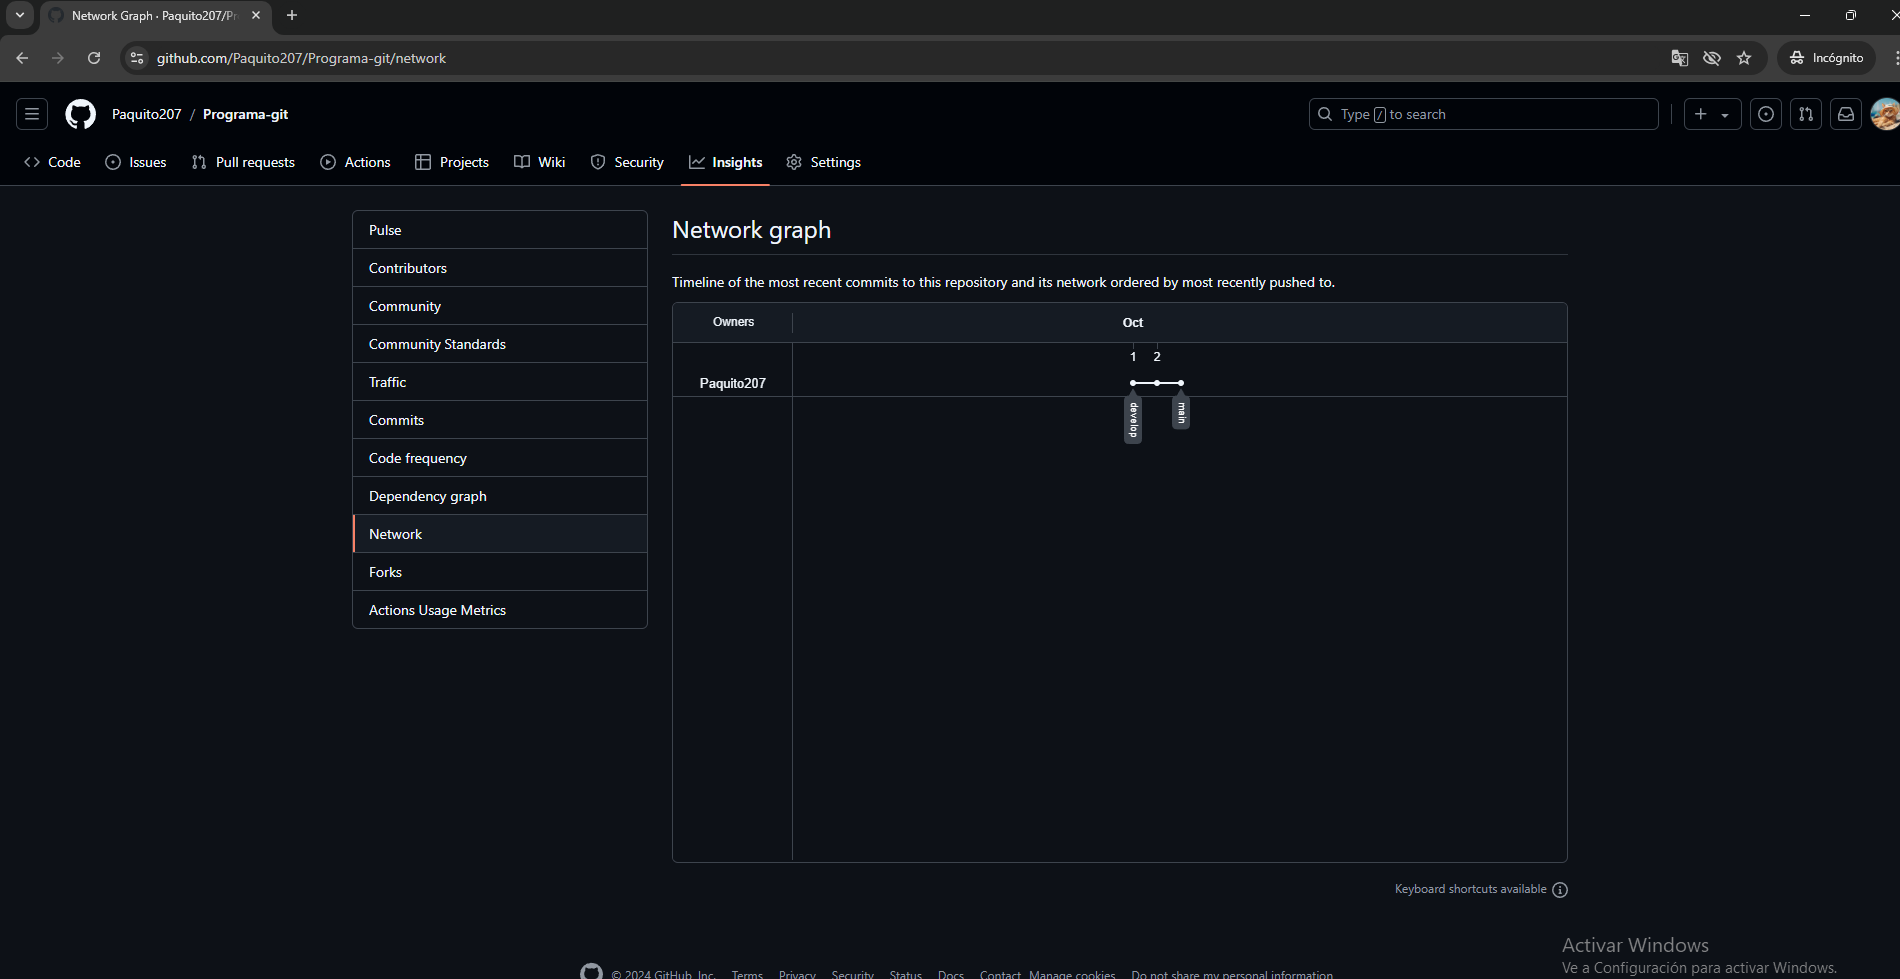 Network Graph · Paquito207/Pr
github.com/Paquito207/Programa-git/network
Incógnito
Paquito207 / Programa-git
Type / to search
Code Issues Pull requests Actions Projects Wiki Security Insights Settings
Pulse
Contributors
Community
Community Standards
Traffic
Commits
Code frequency
Dependency graph
Network
Forks
Actions Usage Metrics
Network graph
Timeline of the most recent commits to this repository and its network ordered by most recently pushed to.
Owners Oct
1 2
Paquito207
develop main
Keyboard shortcuts available
Activar Windows
Ve a Configuración para activar Windows.
© 2024 GitHub, Inc. Terms Privacy Security Status Docs Contact Manage cookies Do not share my personal information